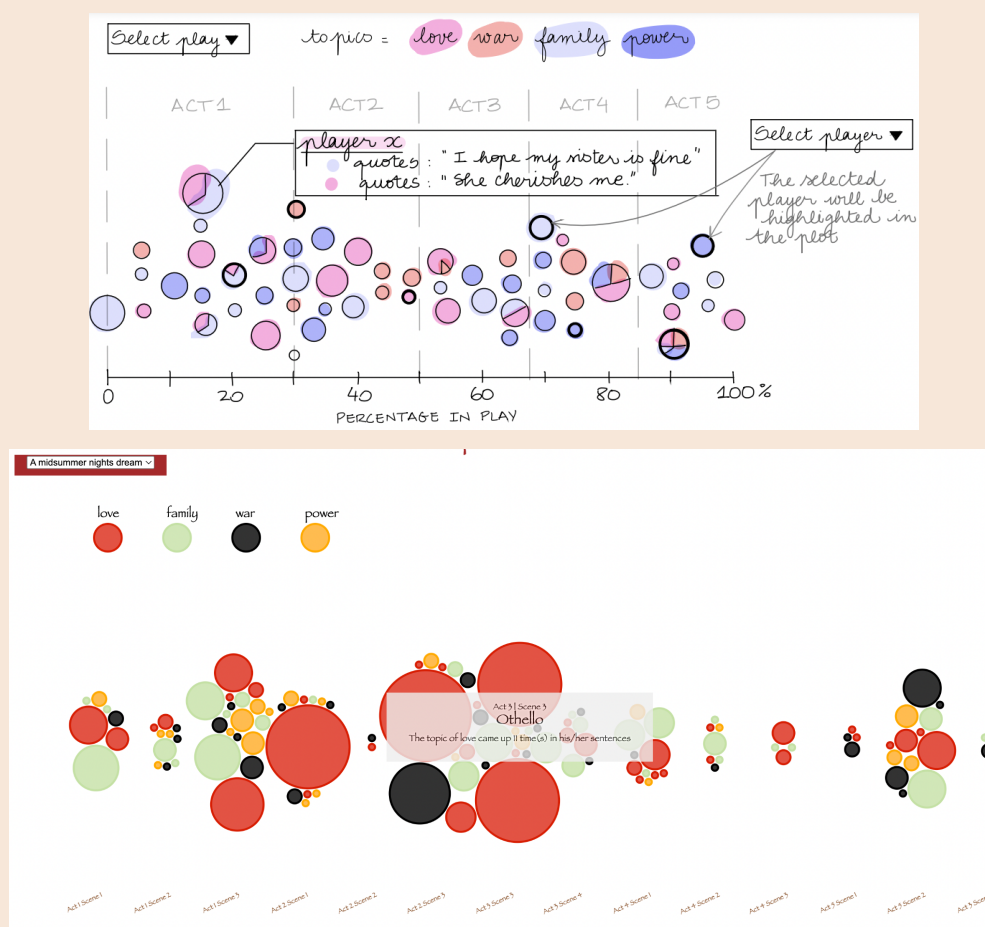 Select play ▼
topics = love war family power
ACT 1 ACT 2 ACT 3 ACT 4 ACT 5
player x
quotes : "I hope my sister is fine"
quotes : "She cherishes me."
Select player ▼
The selected
player will be
highlighted in
the plot
0 20 40 60 80 100%
PERCENTAGE IN PLAY
A midsummer nights dream
love family war power
Act 3 | Scene 3
Othello
The topic of love came up 11 time(s) in his/her sentences
Act 1 Scene 1
Act 1 Scene 2
Act 1 Scene 3
Act 2 Scene 1
Act 2 Scene 2
Act 2 Scene 3
Act 3 Scene 3
Act 3 Scene 4
Act 4 Scene 1
Act 4 Scene 2
Act 4 Scene 3
Act 5 Scene 1
Act 5 Scene 2